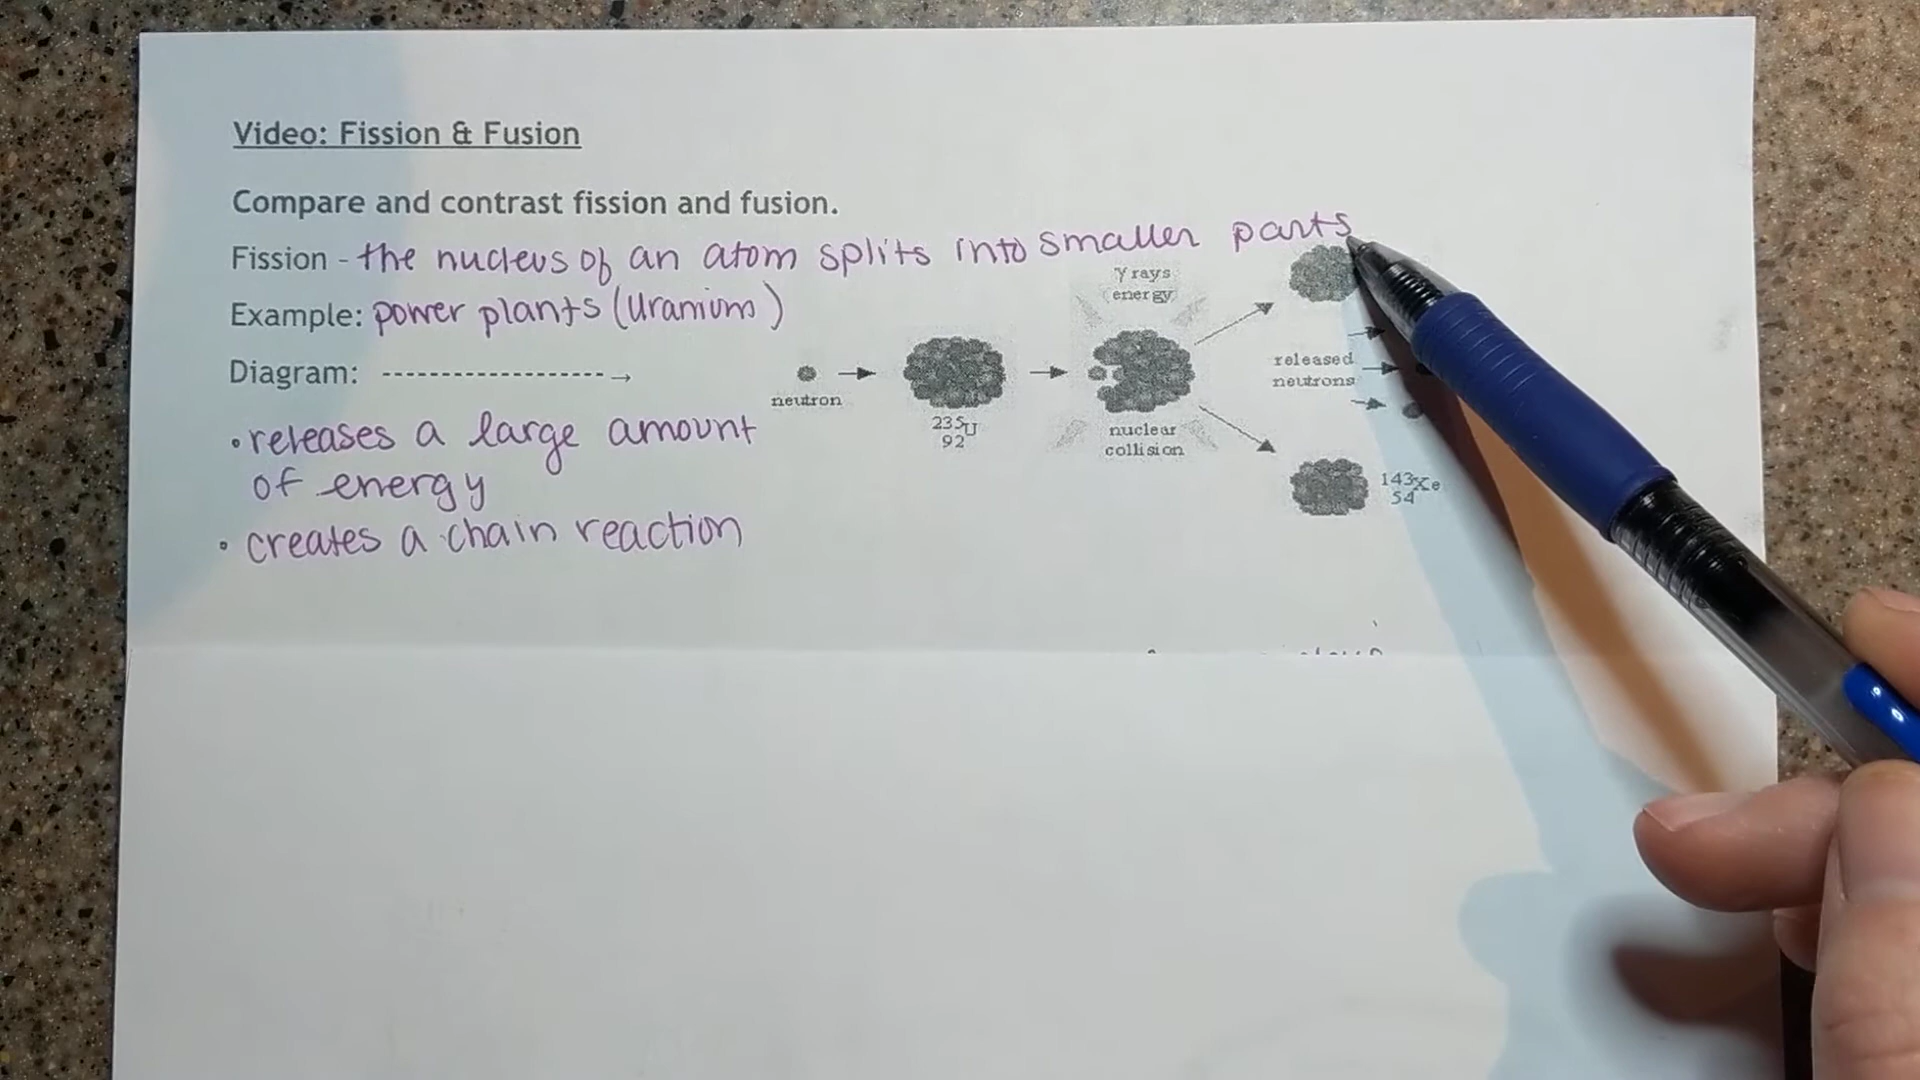 Video: Fission & Fusion
Compare and contrast fission and fusion.
Fission - the nucleus of an atom splits into smaller parts
Example: power plants (Uranium)
Diagram: ------------------- →
• releases a large amount
of energy
• creates a chain reaction
neutron
235
92 U
γ rays
energy
nuclear
collision
released
neutrons
143
54 Xe